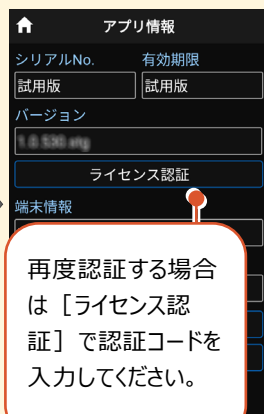 アプリ情報
シリアルNo. 有効期限
試用版 試用版
バージョン
ライセンス認証
端末情報
再度認証する場合
は［ライセンス認
証］で認証コードを
入力してください。